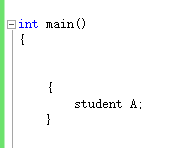 int main()
{
{
student A;
}